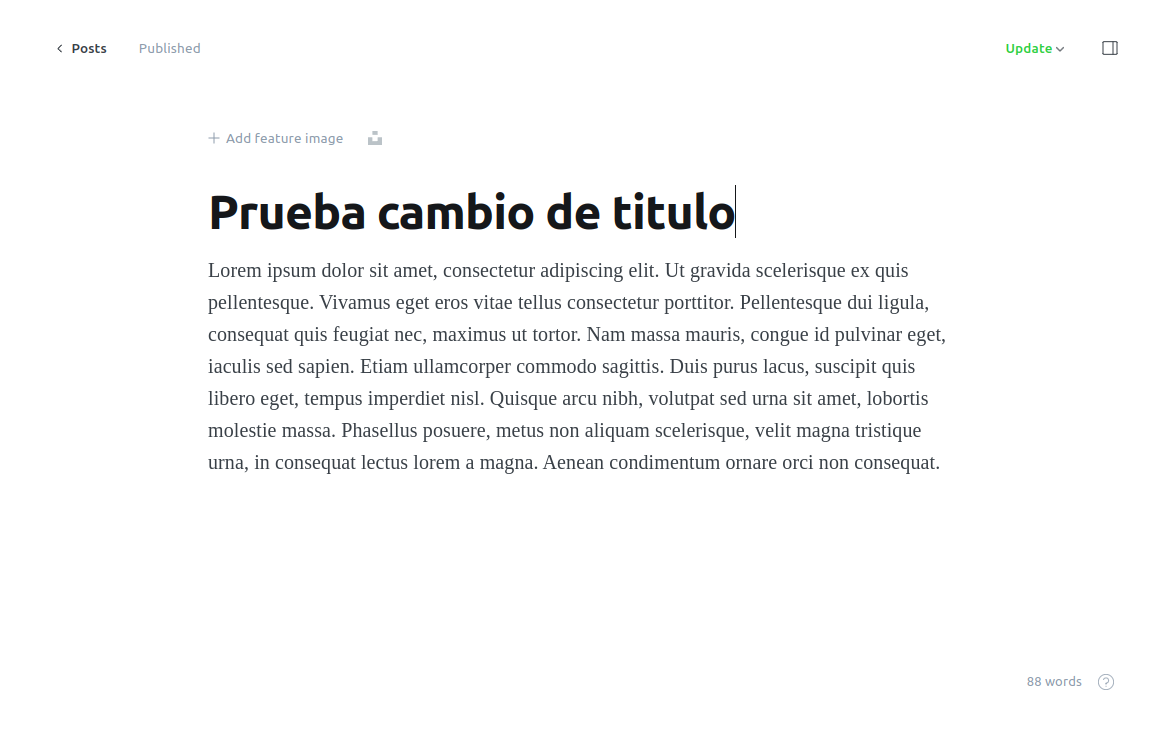 Posts
Published
Update
Add feature image
Prueba cambio de titulo
Lorem ipsum dolor sit amet, consectetur adipiscing elit. Ut gravida scelerisque ex quis
pellentesque. Vivamus eget eros vitae tellus consectetur porttitor. Pellentesque dui ligula,
consequat quis feugiat nec, maximus ut tortor. Nam massa mauris, congue id pulvinar eget,
iaculis sed sapien. Etiam ullamcorper commodo sagittis. Duis purus lacus, suscipit quis
libero eget, tempus imperdiet nisl. Quisque arcu nibh, volutpat sed urna sit amet, lobortis
molestie massa. Phasellus posuere, metus non aliquam scelerisque, velit magna tristique
urna, in consequat lectus lorem a magna. Aenean condimentum ornare orci non consequat.
88 words
?